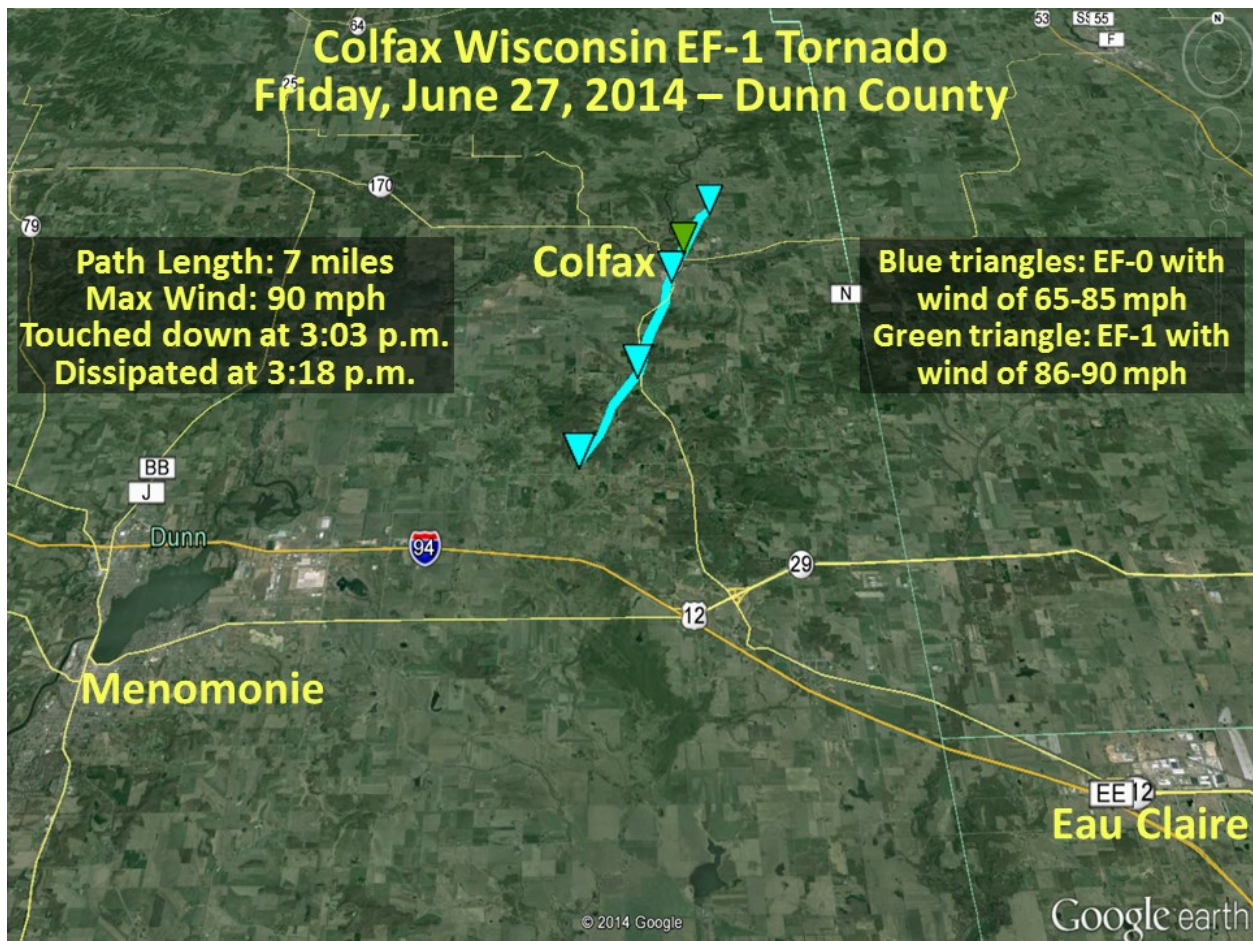 Colfax Wisconsin EF-1 Tornado
Friday, June 27, 2014 – Dunn County
64
53
55
F
N
25
170
79
Path Length: 7 miles
Max Wind: 90 mph
Touched down at 3:03 p.m.
Dissipated at 3:18 p.m.
Colfax
Blue triangles: EF-0 with
wind of 65-85 mph
Green triangle: EF-1 with
wind of 86-90 mph
N
BB
J
Dunn
94
29
12
Menomonie
EE
12
Eau Claire
© 2014 Google
Google earth